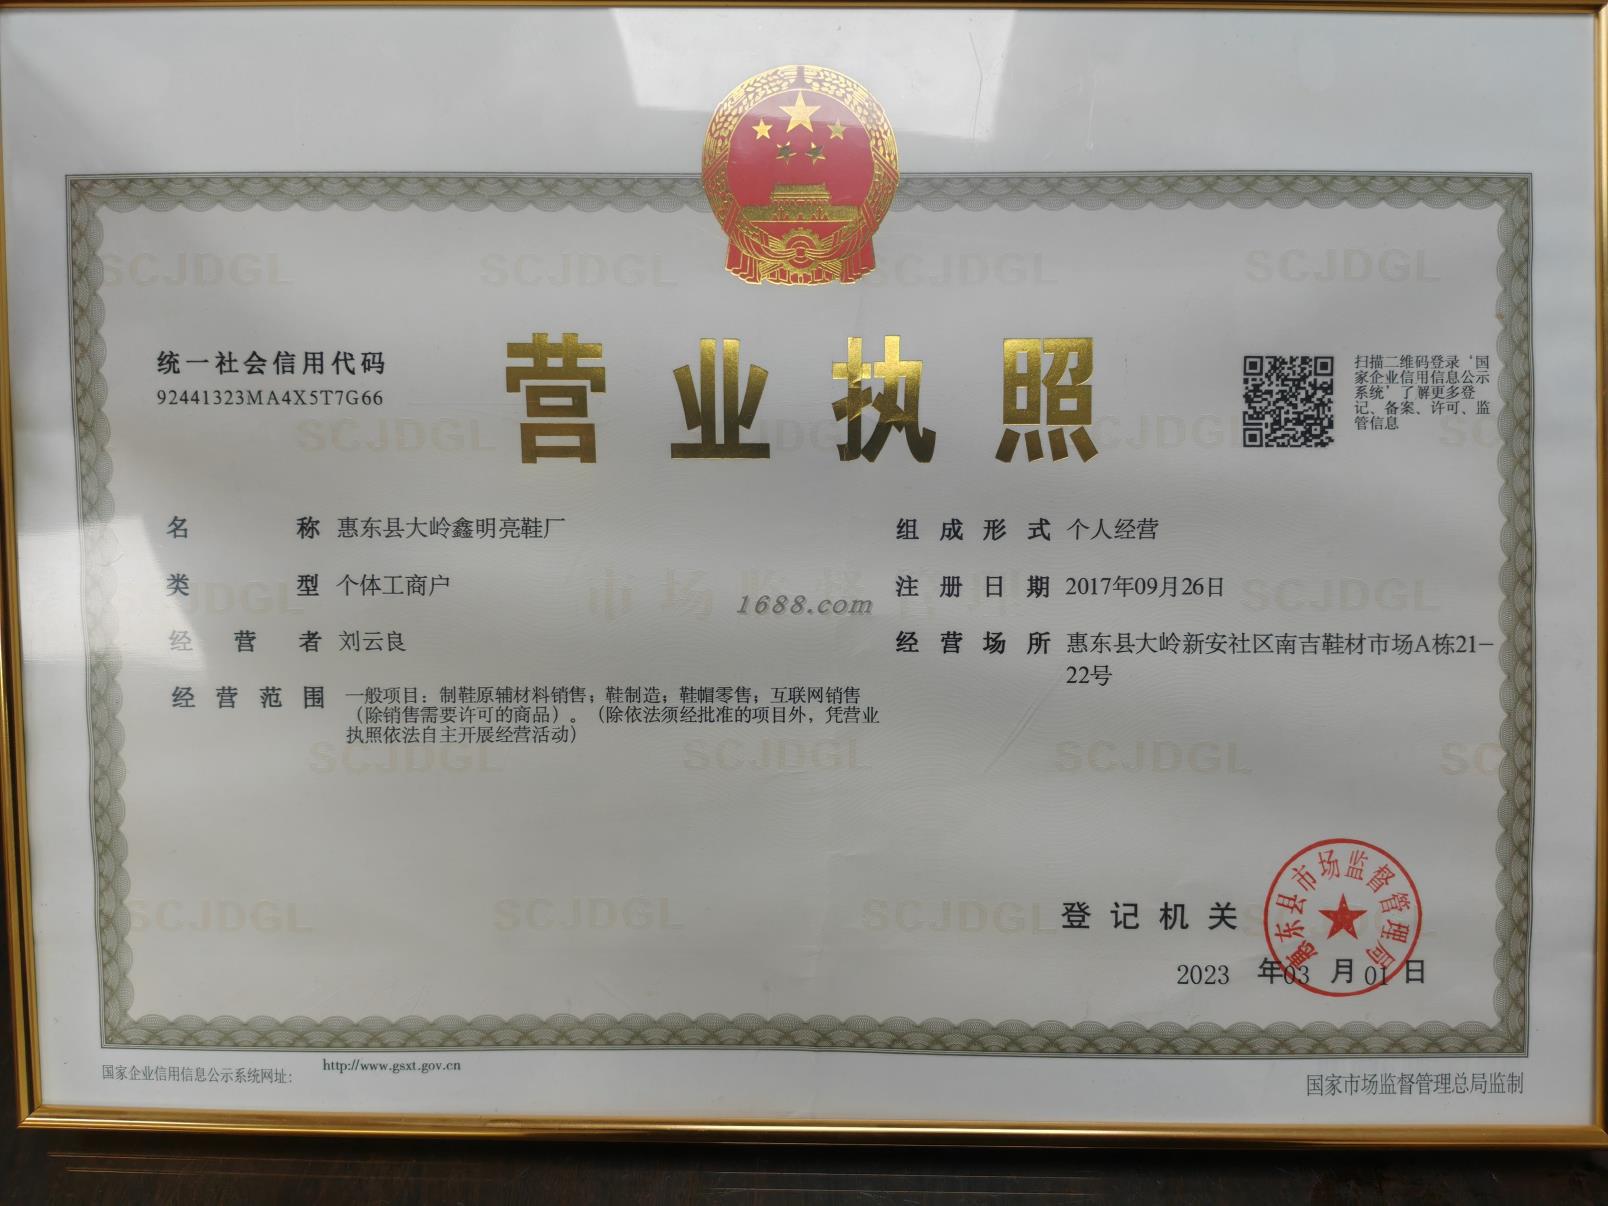 营业执照
统一社会信用代码
92441323MA4X5T7G66
扫描二维码登录‘国
家企业信用信息公示
系统’了解更多登
记、备案、许可、监
管信息
名称 惠东县大岭鑫明亮鞋厂
类型 个体工商户
经营者 刘云良
经营范围 一般项目：制鞋原辅材料销售；鞋制造；鞋帽零售；互联网销售
（除销售需要许可的商品）。（除依法须经批准的项目外，凭营业
执照依法自主开展经营活动）
组成形式 个人经营
注册日期 2017年09月26日
经营场所 惠东县大岭新安社区南吉鞋材市场A栋21-
22号
市场监督管理
1688.com
SCJDGL SCJDGL SCJDGL SCJDGL
登记机关
惠东县市场监督管理局
2023 年03 月01日
国家企业信用信息公示系统网址： http://www.gsxt.gov.cn
国家市场监督管理总局监制